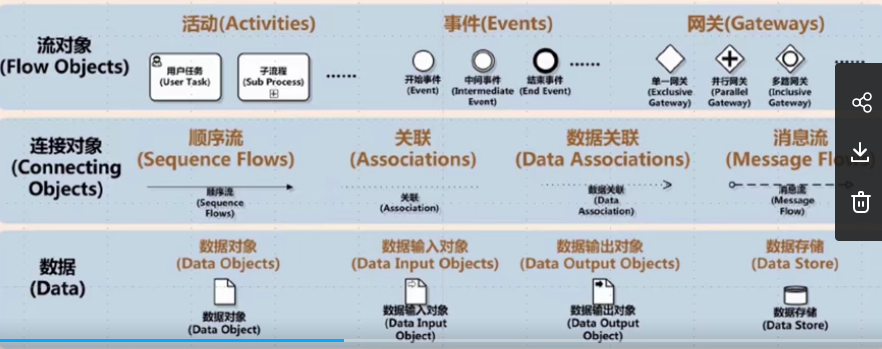 活动(Activities)
事件(Events)
网关(Gateways)
流对象
(Flow Objects)
用户任务
(User Task)
子流程
(Sub Process)
......
开始事件
(Event)
中间事件
(Intermediate
Event)
结束事件
(End Event)
......
单一网关
(Exclusive
Gateway)
并行网关
(Parallel
Gateway)
多路网关
(Inclusive
Gateway)
连接对象
(Connecting
Objects)
顺序流
(Sequence Flows)
关联
(Associations)
数据关联
(Data Associations)
消息流
(Message Flows)
顺序流
(Sequence
Flows)
关联
(Association)
数据关联
(Data
Association)
消息流
(Message
Flow)
数据
(Data)
数据对象
(Data Objects)
数据输入对象
(Data Input Objects)
数据输出对象
(Data Output Objects)
数据存储
(Data Store)
数据对象
(Data Object)
数据输入对象
(Data Input
Object)
数据输出对象
(Data Output
Object)
数据存储
(Data Store)